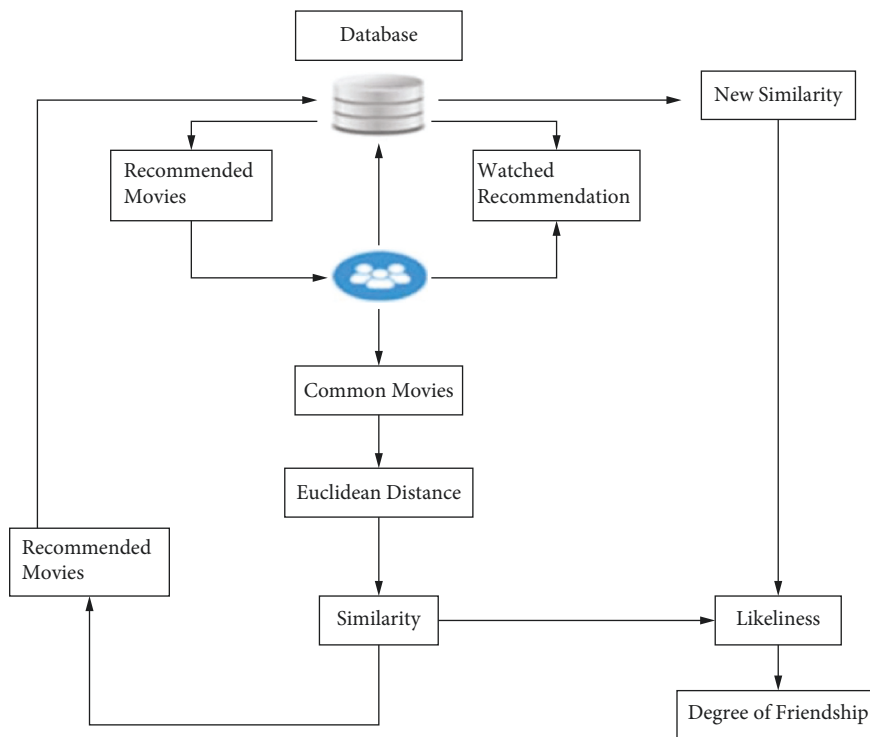 Database
New Similarity
Recommended
Movies
Watched
Recommendation
Common Movies
Euclidean Distance
Recommended
Movies
Similarity
Likeliness
Degree of Friendship